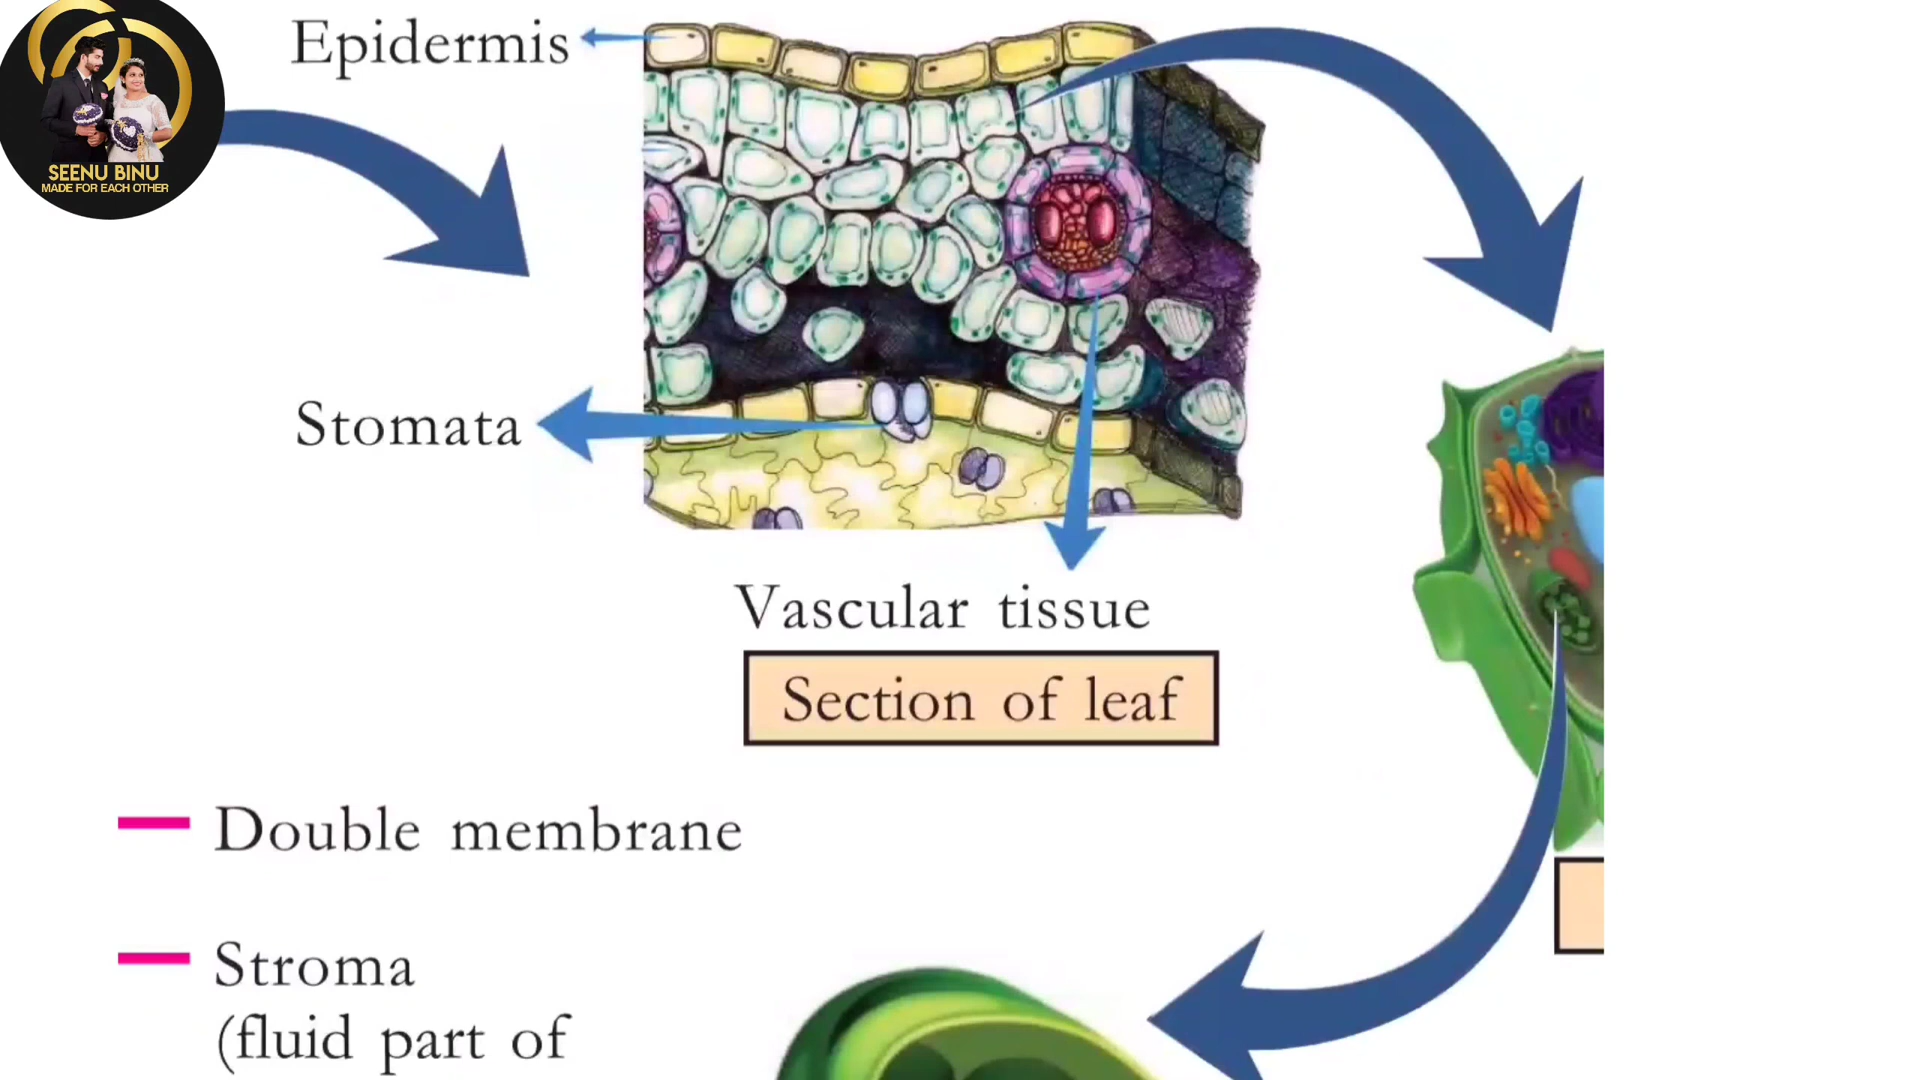 Epidermis
SEENU BINU
MADE FOR EACH OTHER
Stomata
Vascular tissue
Section of leaf
Double membrane
Stroma
(fluid part of